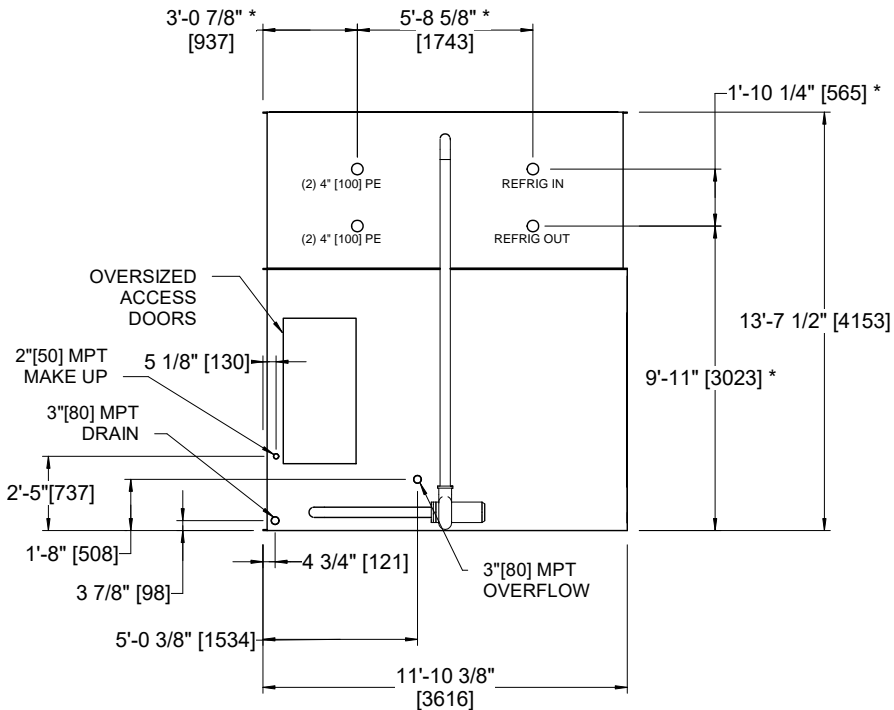 3'-0 7/8" *
[937]
5'-8 5/8" *
[1743]
1'-10 1/4" [565] *
(2) 4" [100] PE
REFRIG IN
(2) 4" [100] PE
REFRIG OUT
OVERSIZED
ACCESS
DOORS
13'-7 1/2" [4153]
2"[50] MPT
MAKE UP
5 1/8" [130]
9'-11" [3023] *
3"[80] MPT
DRAIN
2'-5"[737]
1'-8" [508]
4 3/4" [121]
3"[80] MPT
OVERFLOW
3 7/8" [98]
5'-0 3/8" [1534]
11'-10 3/8"
[3616]